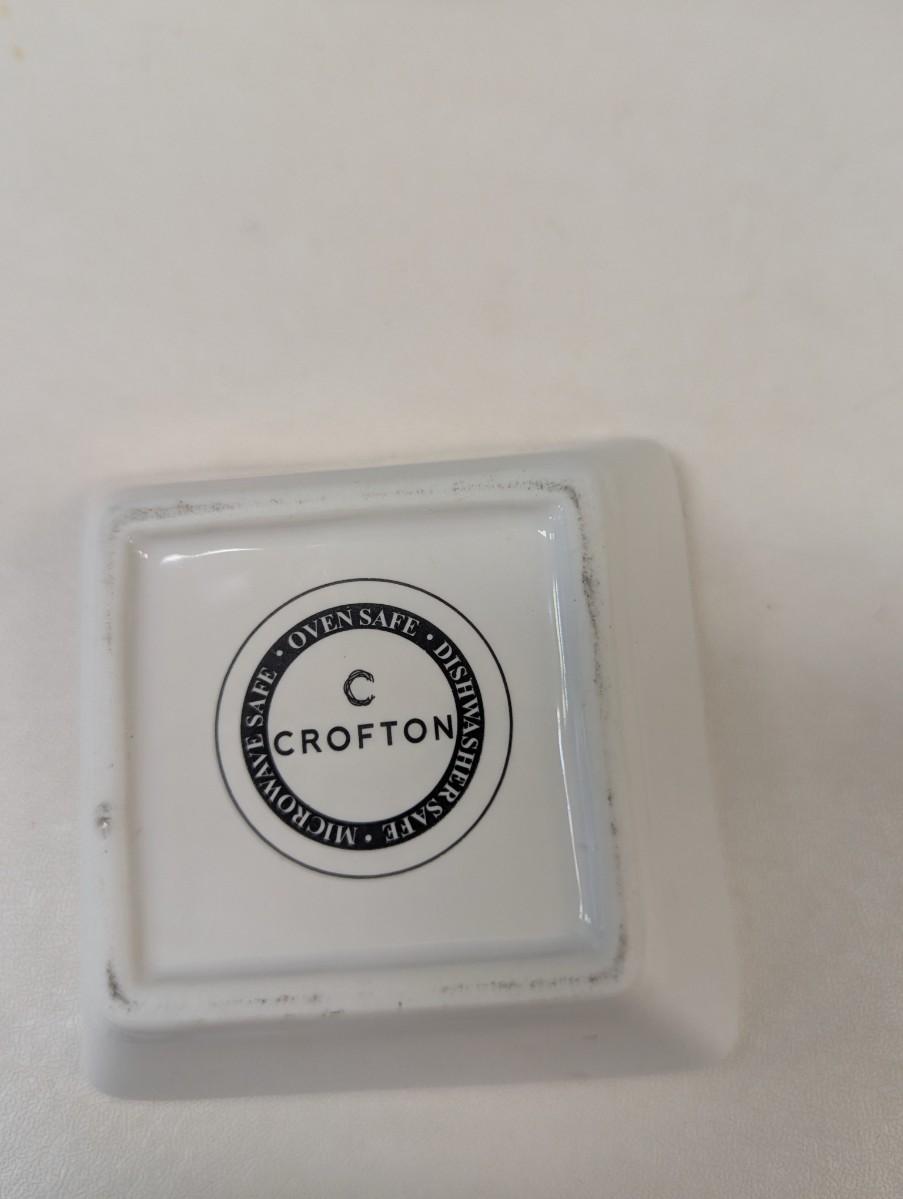 OVEN SAFE • DISHWASHER SAFE • MICROWAVE SAFE •
C
CROFTON